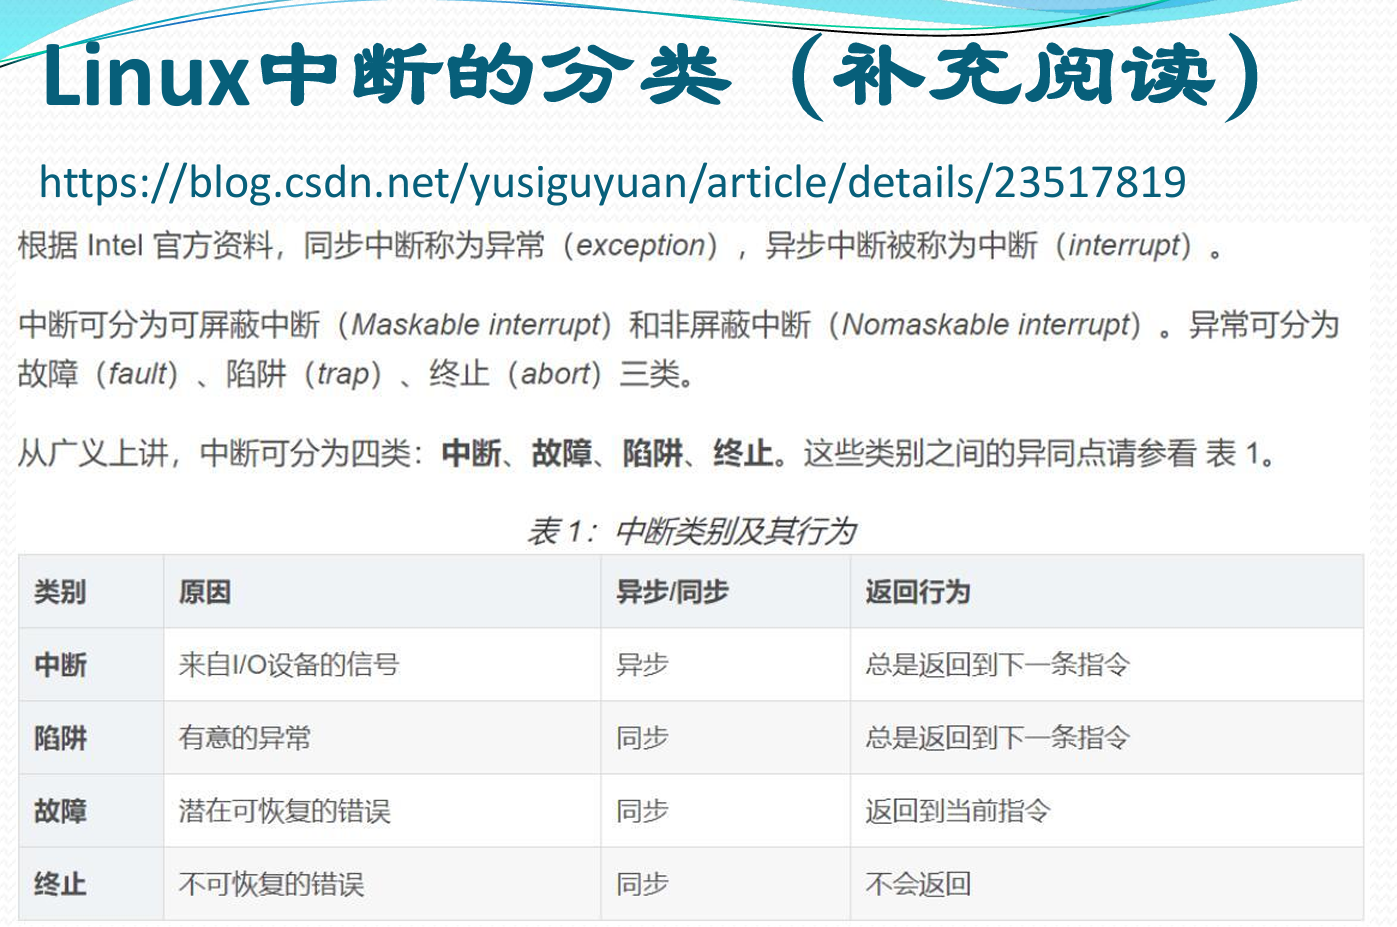 Linux中断的分类（补充阅读）
https://blog.csdn.net/yusiguyuan/article/details/23517819
根据 Intel 官方资料，同步中断称为异常（exception），异步中断被称为中断（interrupt）。
中断可分为可屏蔽中断（Maskable interrupt）和非屏蔽中断（Nomaskable interrupt）。异常可分为
故障（fault）、陷阱（trap）、终止（abort）三类。
从广义上讲，中断可分为四类：中断、故障、陷阱、终止。这些类别之间的异同点请参看 表 1。
表 1：中断类别及其行为
类别 原因 异步/同步 返回行为
中断 来自I/O设备的信号 异步 总是返回到下一条指令
陷阱 有意的异常 同步 总是返回到下一条指令
故障 潜在可恢复的错误 同步 返回到当前指令
终止 不可恢复的错误 同步 不会返回